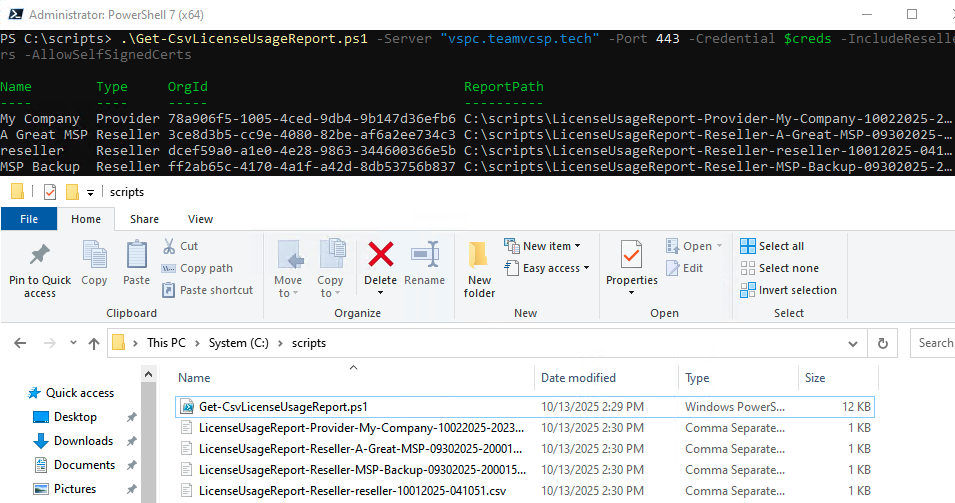 Administrator: PowerShell 7 (x64)
PS C:\scripts> .\Get-CsvLicenseUsageReport.ps1 -Server "vspc.teamvcsp.tech" -Port 443 -Credential $creds -IncludeReselle
rs -AllowSelfSignedCerts
Name Type OrgId ReportPath
---- ---- ----- ----------
My Company Provider 78a906f5-1005-4ced-9db4-9b147d36efb6 C:\scripts\LicenseUsageReport-Provider-My-Company-10022025-2…
A Great MSP Reseller 3ce8d3b5-cc9e-4080-82be-af6a2ee734c3 C:\scripts\LicenseUsageReport-Reseller-A-Great-MSP-09302025-…
reseller Reseller dcef59a0-a1e0-4e28-9863-344600366e5b C:\scripts\LicenseUsageReport-Reseller-reseller-10012025-041…
MSP Backup Reseller ff2ab65c-4170-4a1f-a42d-8db53756b837 C:\scripts\LicenseUsageReport-Reseller-MSP-Backup-09302025-2…
scripts
File Home Share View
Pin to Quick access
Copy
Paste
Cut
Copy path
Paste shortcut
Clipboard
Move to
Copy to
Delete
Rename
Organize
New folder
New item
Easy access
New
Properties
Open
Edit
Open
Select all
Select none
Invert selection
Select
This PC > System (C:) > scripts
Search
Quick access
Desktop
Downloads
Documents
Pictures
Name Date modified Type Size
Get-CsvLicenseUsageReport.ps1 10/13/2025 2:29 PM Windows PowerS... 12 KB
LicenseUsageReport-Provider-My-Company-10022025-2023... 10/13/2025 2:30 PM Comma Separate... 1 KB
LicenseUsageReport-Reseller-A-Great-MSP-09302025-20001... 10/13/2025 2:30 PM Comma Separate... 1 KB
LicenseUsageReport-Reseller-MSP-Backup-09302025-200015... 10/13/2025 2:30 PM Comma Separate... 1 KB
LicenseUsageReport-Reseller-reseller-10012025-041051.csv 10/13/2025 2:30 PM Comma Separate... 1 KB